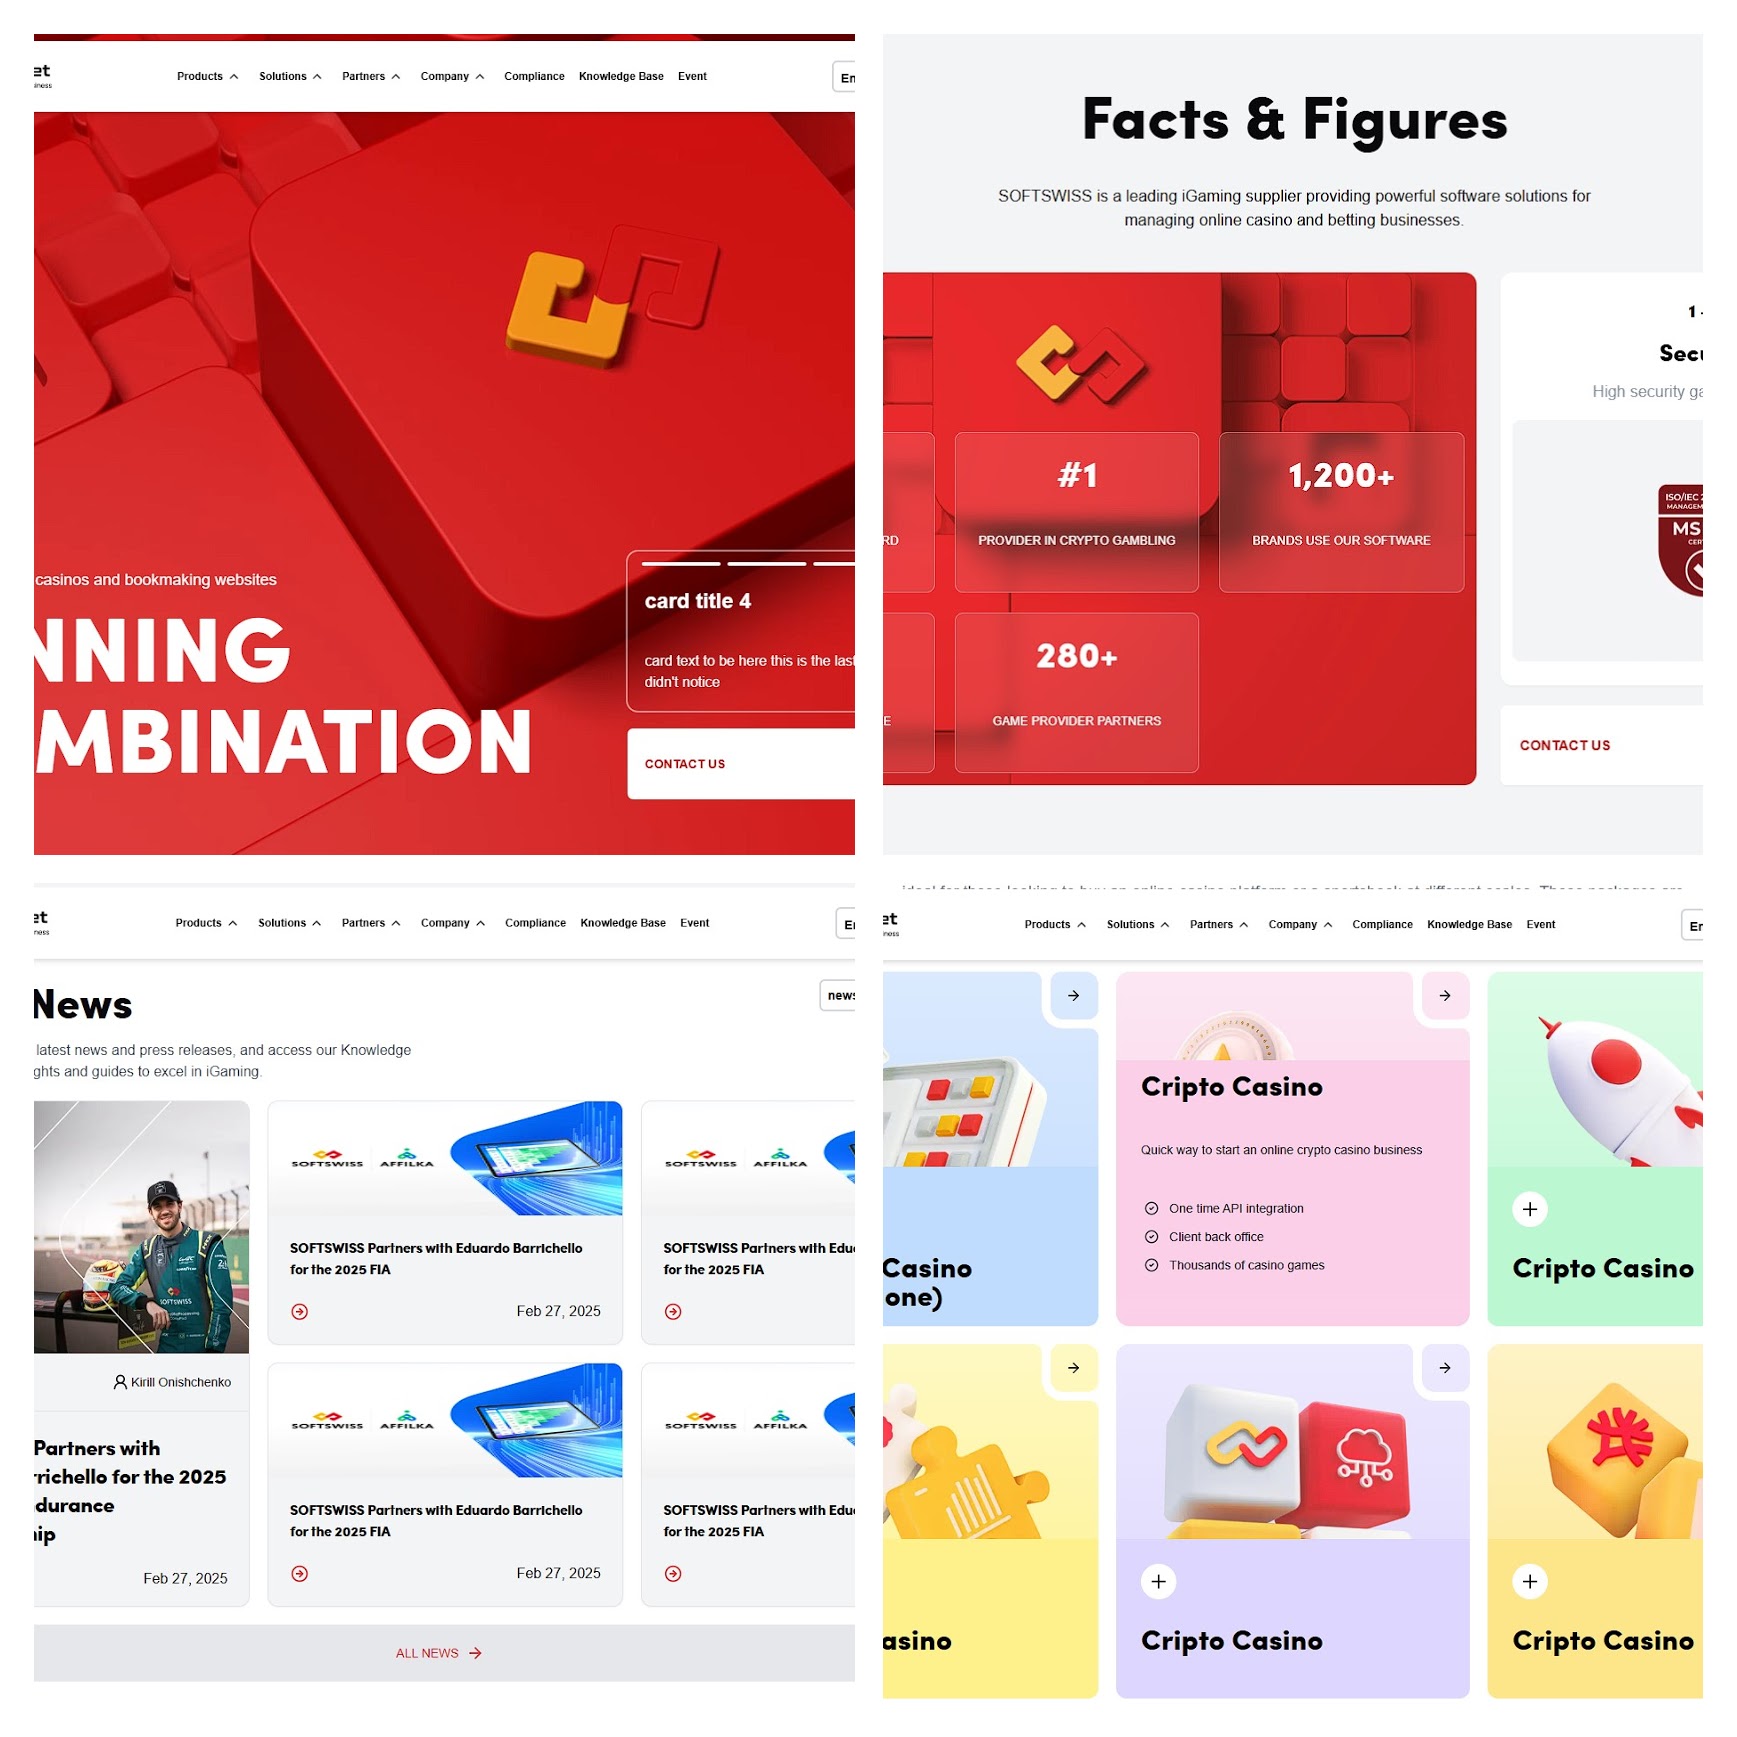 et
iness
Products
Solutions
Partners
Company
Compliance
Knowledge Base
Event
En
casinos and bookmaking websites
NNING
MBINATION
card title 4
card text to be here this is the last
didn't notice
CONTACT US
Facts & Figures
SOFTSWISS is a leading iGaming supplier providing powerful software solutions for
managing online casino and betting businesses.
RD
#1
PROVIDER IN CRYPTO GAMBLING
1,200+
BRANDS USE OUR SOFTWARE
E
280+
GAME PROVIDER PARTNERS
1
Secu
High security ga
ISO/IEC 2
MANAGEMEN
MS
CER
CONTACT US
et
ness
Products
Solutions
Partners
Company
Compliance
Knowledge Base
Event
E
News
news
latest news and press releases, and access our Knowledge
ghts and guides to excel in iGaming.
SOFTSWISS
Kirill Onishchenko
Partners with
rrichello for the 2025
durance
ip
Feb 27, 2025
SOFTSWISS
AFFILKA
SOFTSWISS Partners with Eduardo Barrichello
for the 2025 FIA
Feb 27, 2025
SOFTSWISS
AFFILKA
SOFTSWISS Partners with Edu
for the 2025 FIA
SOFTSWISS
AFFILKA
SOFTSWISS Partners with Eduardo Barrichello
for the 2025 FIA
Feb 27, 2025
SOFTSWISS
AFFILKA
SOFTSWISS Partners with Edu
for the 2025 FIA
ALL NEWS
et
ness
Products
Solutions
Partners
Company
Compliance
Knowledge Base
Event
En
Casino
one)
Cripto Casino
Quick way to start an online crypto casino business
One time API integration
Client back office
Thousands of casino games
Cripto Casino
asino
Cripto Casino
Cripto Casino